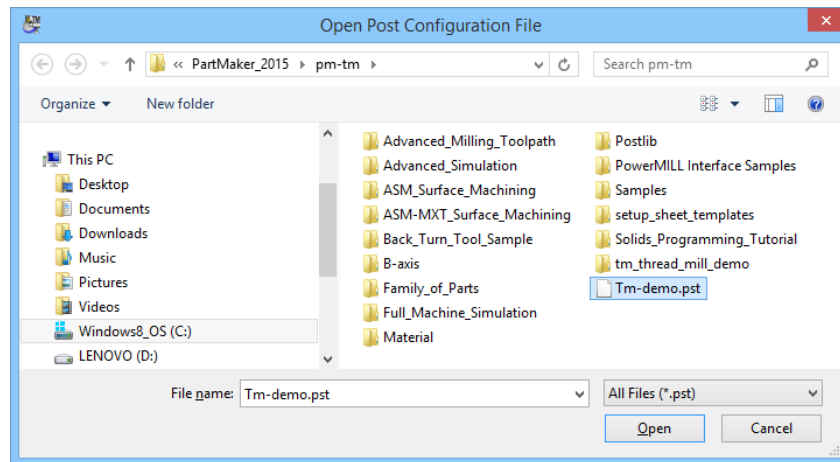 Open Post Configuration File
« PartMaker_2015 pm-tm
Search pm-tm
Organize New folder
This PC
Desktop
Documents
Downloads
Music
Pictures
Videos
Windows8_OS (C:)
LENOVO (D:)
Advanced_Milling_Toolpath
Advanced_Simulation
ASM_Surface_Machining
ASM-MXT_Surface_Machining
Back_Turn_Tool_Sample
B-axis
Family_of_Parts
Full_Machine_Simulation
Material
Postlib
PowerMILL Interface Samples
Samples
setup_sheet_templates
Solids_Programming_Tutorial
tm_thread_mill_demo
Tm-demo.pst
File name: Tm-demo.pst
All Files (*.pst)
Open Cancel